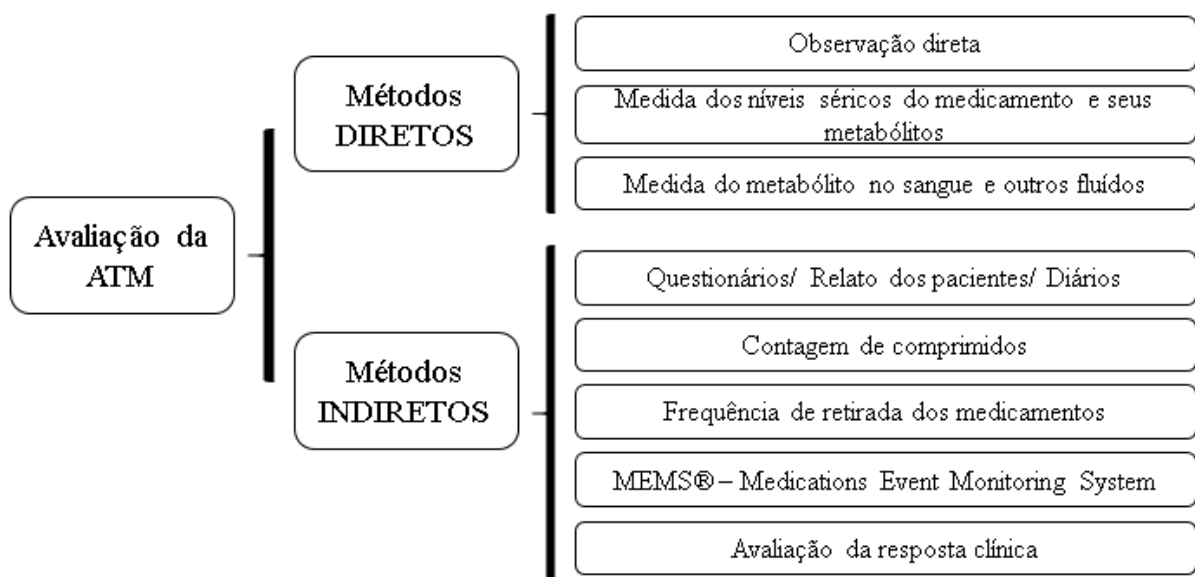 Avaliação da
ATM
Métodos
DIRETOS
Observação direta
Medida dos níveis séricos do medicamento e seus
metabólitos
Medida do metabólito no sangue e outros fluídos
Métodos
INDIRETOS
Questionários/ Relato dos pacientes/ Diários
Contagem de comprimidos
Frequência de retirada dos medicamentos
MEMS® – Medications Event Monitoring System
Avaliação da resposta clínica